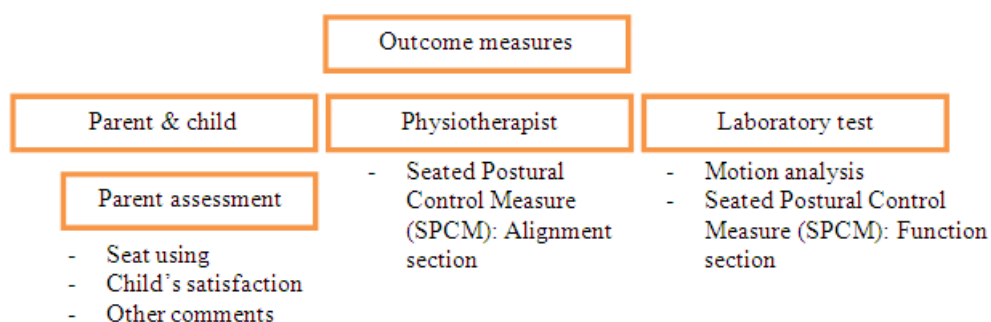 Outcome measures
Parent & child
Parent assessment
- Seat using
- Child's satisfaction
- Other comments
Physiotherapist
- Seated Postural
Control Measure
(SPCM): Alignment
section
Laboratory test
- Motion analysis
- Seated Postural Control
Measure (SPCM): Function
section